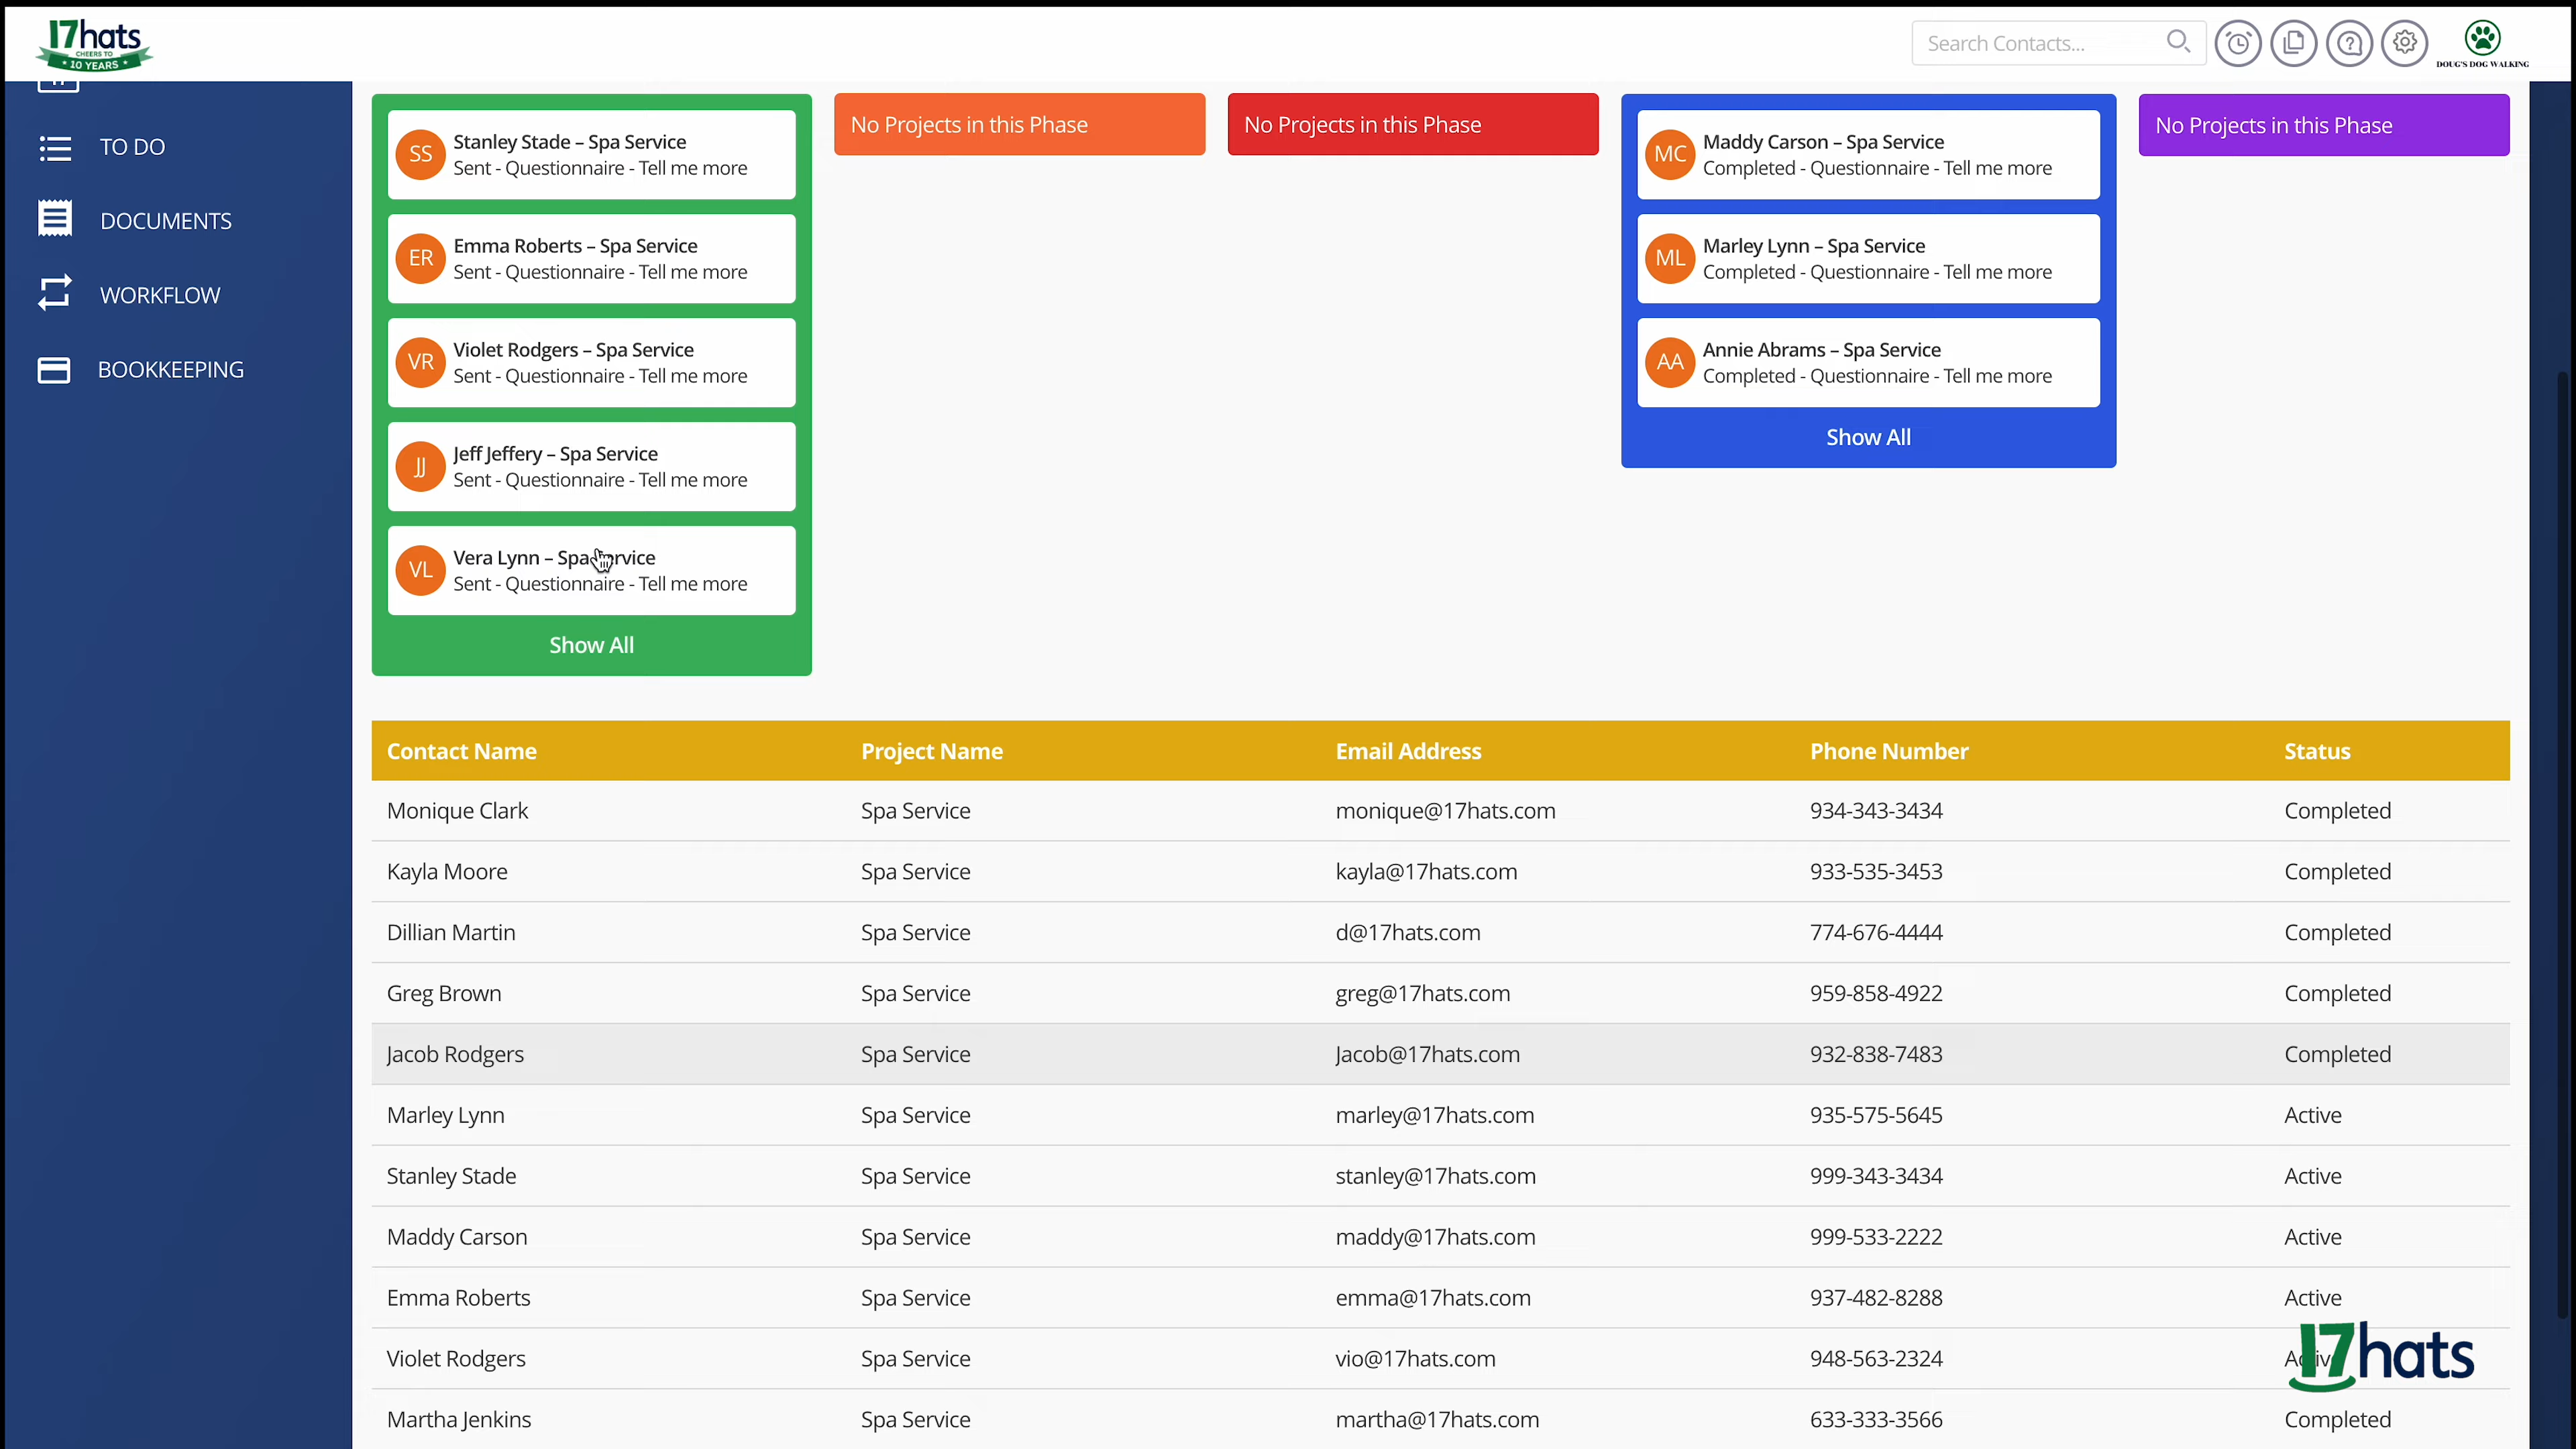 17hats
CHEERS TO
• 10 YEARS •
Search Contacts...
DOUG'S DOG WALKING
TO DO
DOCUMENTS
WORKFLOW
BOOKKEEPING
SS
Stanley Stade – Spa Service
Sent - Questionnaire - Tell me more
ER
Emma Roberts – Spa Service
Sent - Questionnaire - Tell me more
VR
Violet Rodgers – Spa Service
Sent - Questionnaire - Tell me more
JJ
Jeff Jeffery – Spa Service
Sent - Questionnaire - Tell me more
VL
Vera Lynn – Spa Service
Sent - Questionnaire - Tell me more
Show All
No Projects in this Phase
No Projects in this Phase
MC
Maddy Carson – Spa Service
Completed - Questionnaire - Tell me more
ML
Marley Lynn – Spa Service
Completed - Questionnaire - Tell me more
AA
Annie Abrams – Spa Service
Completed - Questionnaire - Tell me more
Show All
No Projects in this Phase
Contact Name Project Name Email Address Phone Number Status
Monique Clark Spa Service monique@17hats.com 934-343-3434 Completed
Kayla Moore Spa Service kayla@17hats.com 933-535-3453 Completed
Dillian Martin Spa Service d@17hats.com 774-676-4444 Completed
Greg Brown Spa Service greg@17hats.com 959-858-4922 Completed
Jacob Rodgers Spa Service Jacob@17hats.com 932-838-7483 Completed
Marley Lynn Spa Service marley@17hats.com 935-575-5645 Active
Stanley Stade Spa Service stanley@17hats.com 999-343-3434 Active
Maddy Carson Spa Service maddy@17hats.com 999-533-2222 Active
Emma Roberts Spa Service emma@17hats.com 937-482-8288 Active
Violet Rodgers Spa Service vio@17hats.com 948-563-2324
17hats
Martha Jenkins Spa Service martha@17hats.com 633-333-3566 Completed